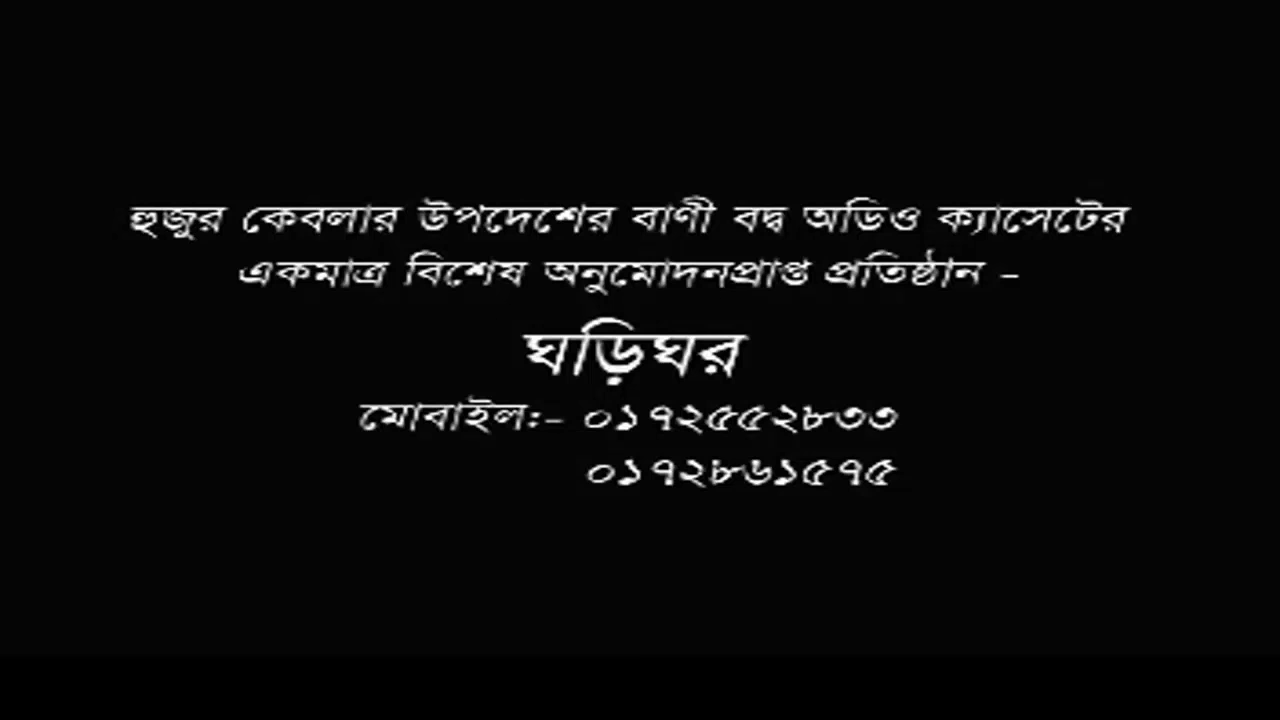 হুজুর কেবলার উপদেশের বাণী বদ্ব অডিও ক্যাসেটের
একমাত্র বিশেষ অনুমোদনপ্রাপ্ত প্রতিষ্ঠান -
ঘড়িঘর
মোবাইলঃ- ০১৭২৫৫২৮৩৩
০১৭২৮৬১৫৭৫